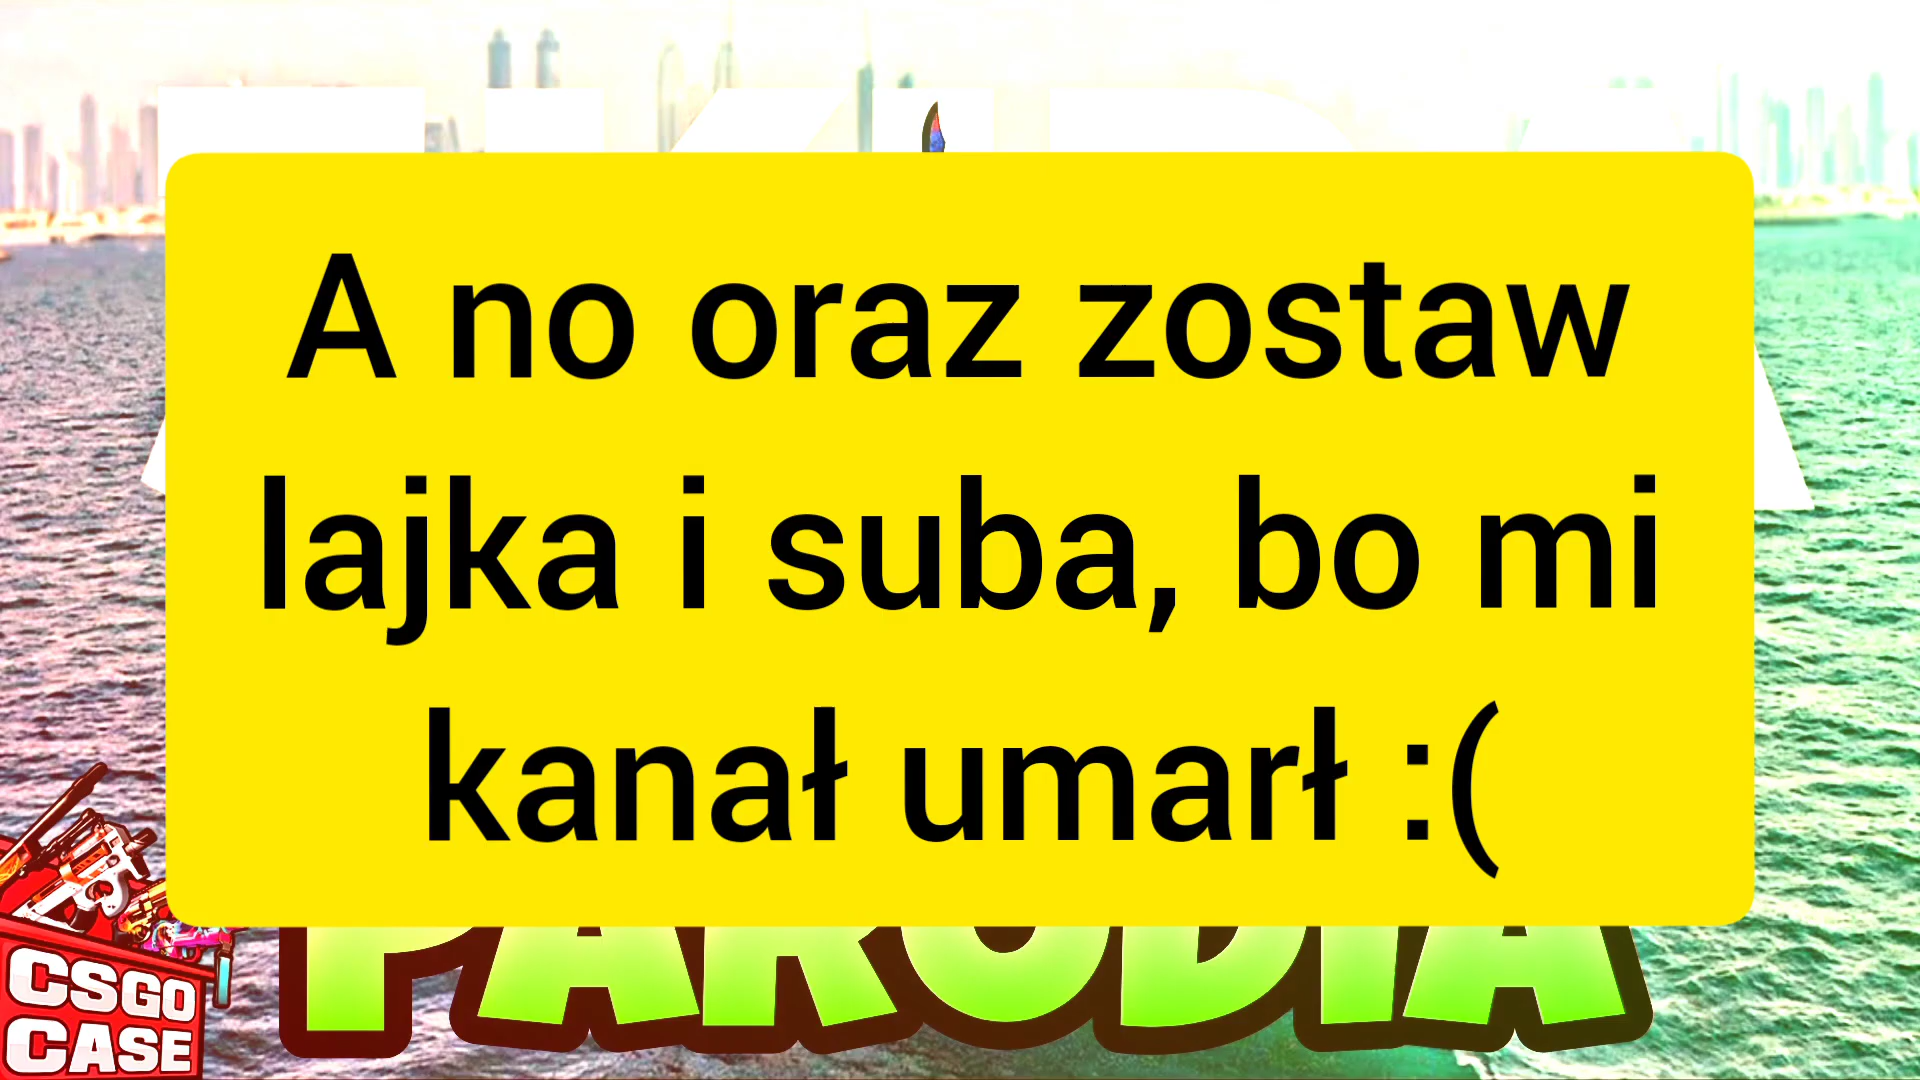 A no oraz zostaw
lajka i suba, bo mi
kanał umarł :(
PARODIA
CSGO
CASE